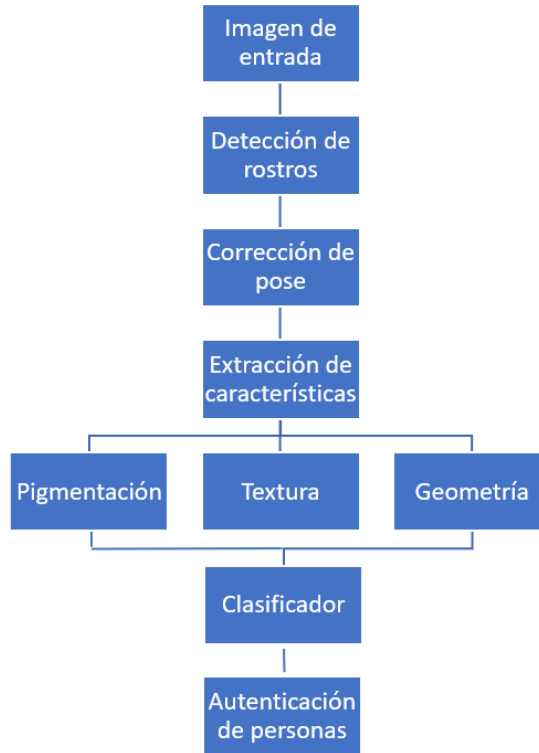 Imagen de
entrada
Detección de
rostros
Corrección de
pose
Extracción de
características
Pigmentación
Textura
Geometría
Clasificador
Autenticación
de personas